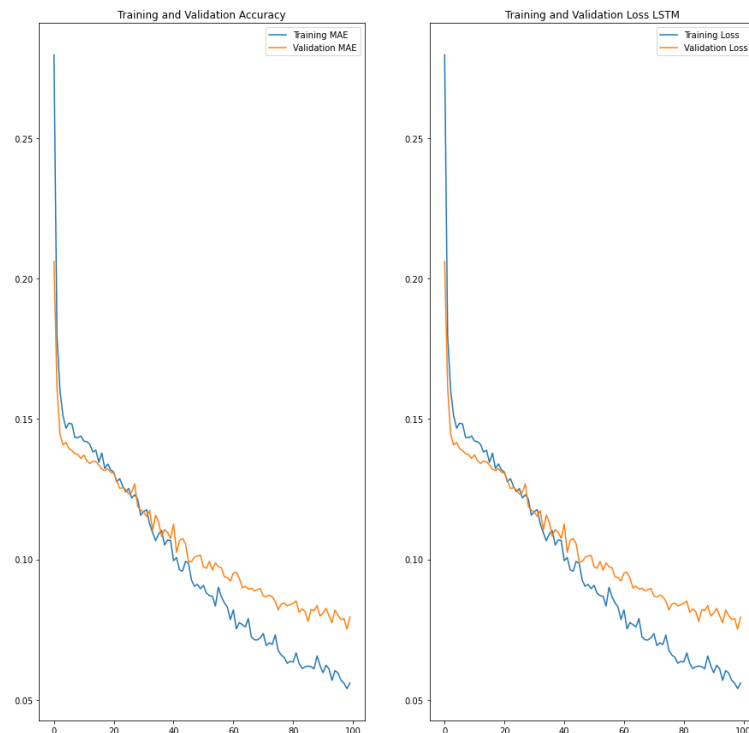 Training and Validation Accuracy
Training MAE
Validation MAE
0.25
0.20
0.15
0.10
0.05
0 20 40 60 80 100
Training and Validation Loss LSTM
Training Loss
Validation Loss
0.25
0.20
0.15
0.10
0.05
0 20 40 60 80 100